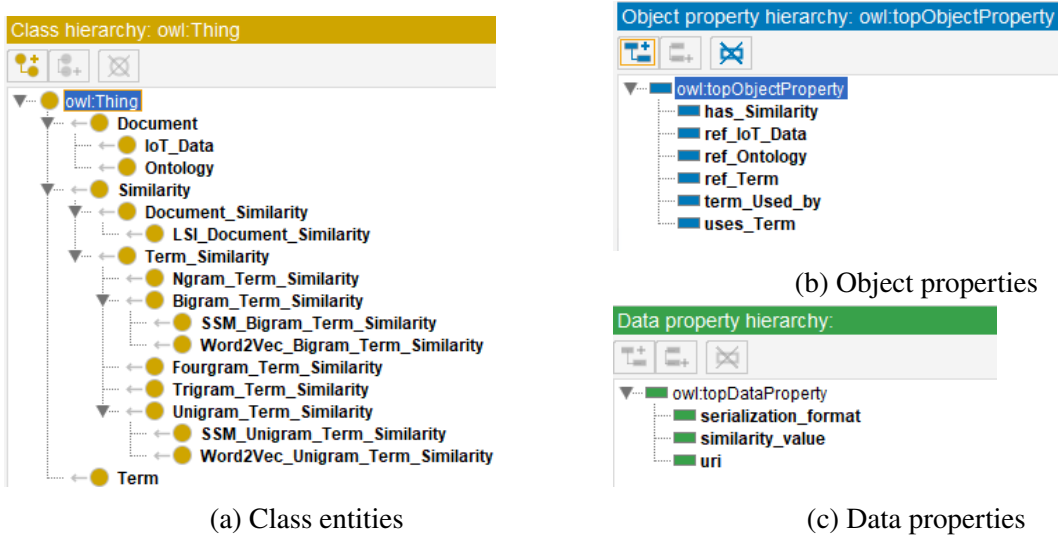 Class hierarchy: owl:Thing
owl:Thing
Document
IoT_Data
Ontology
Similarity
Document_Similarity
LSI_Document_Similarity
Term_Similarity
Ngram_Term_Similarity
Bigram_Term_Similarity
SSM_Bigram_Term_Similarity
Word2Vec_Bigram_Term_Similarity
Fourgram_Term_Similarity
Trigram_Term_Similarity
Unigram_Term_Similarity
SSM_Unigram_Term_Similarity
Word2Vec_Unigram_Term_Similarity
Term
(a) Class entities
Object property hierarchy: owl:topObjectProperty
owl:topObjectProperty
has_Similarity
ref_IoT_Data
ref_Ontology
ref_Term
term_Used_by
uses_Term
(b) Object properties
Data property hierarchy:
owl:topDataProperty
serialization_format
similarity_value
uri
(c) Data properties